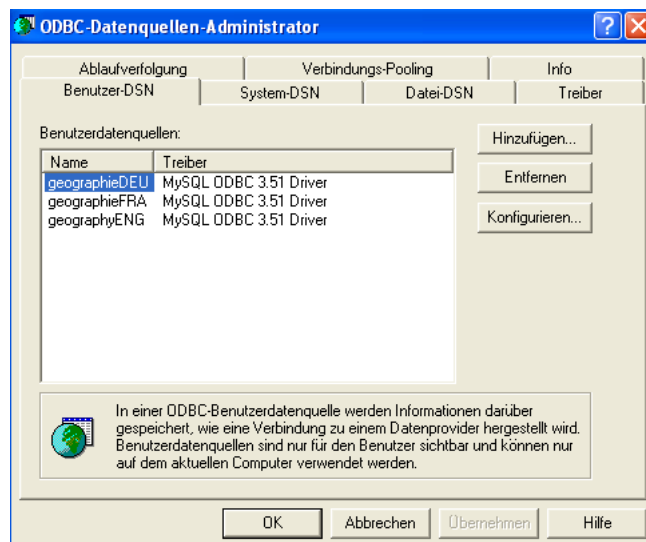 ODBC-Datenquellen-Administrator
Ablaufverfolgung Verbindungs-Pooling Info
Benutzer-DSN System-DSN Datei-DSN Treiber
Benutzerdatenquellen:
Name Treiber
geographieDEU MySQL ODBC 3.51 Driver
geographieFRA MySQL ODBC 3.51 Driver
geographyENG MySQL ODBC 3.51 Driver
Hinzufügen...
Entfernen
Konfigurieren...
In einer ODBC-Benutzerdatenquelle werden Informationen darüber
gespeichert, wie eine Verbindung zu einem Datenprovider hergestellt wird.
Benutzerdatenquellen sind nur für den Benutzer sichtbar und können nur
auf dem aktuellen Computer verwendet werden.
OK Abbrechen Übernehmen Hilfe